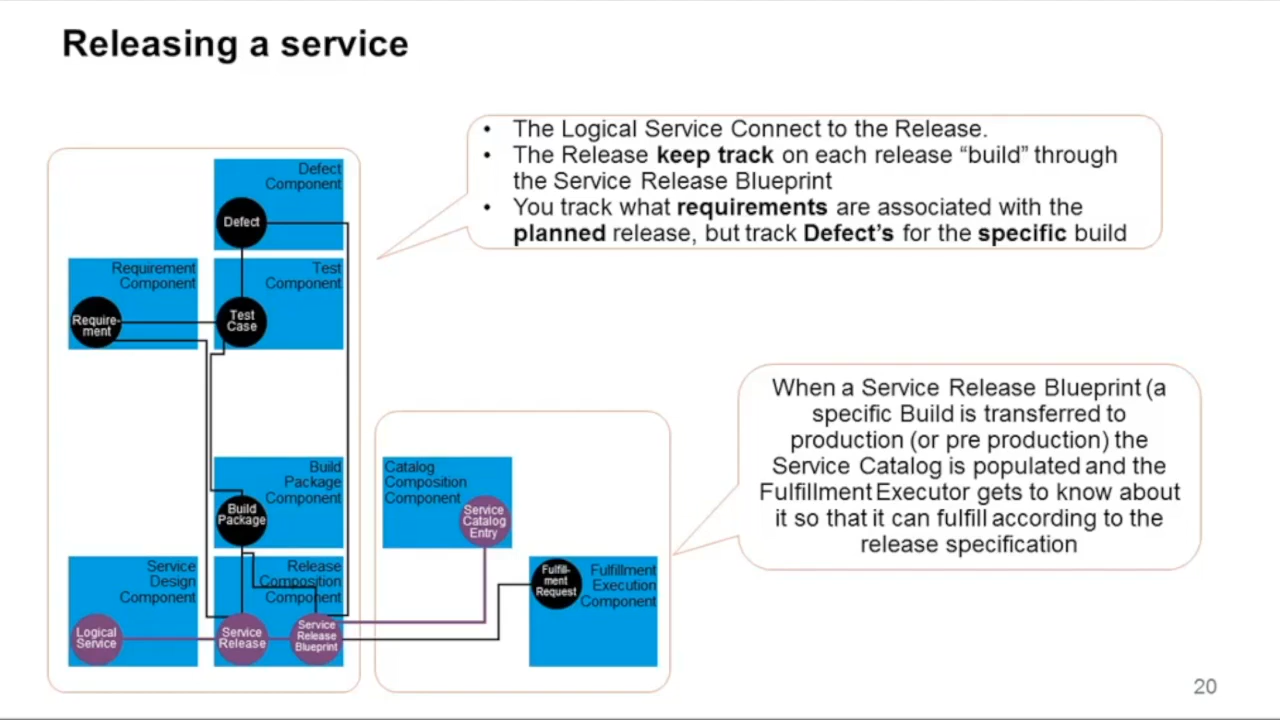 Releasing a service
• The Logical Service Connect to the Release.
• The Release keep track on each release “build” through
the Service Release Blueprint
• You track what requirements are associated with the
planned release, but track Defect’s for the specific build
Defect
Component
Defect
Requirement
Component
Require-
ment
Test
Component
Test
Case
When a Service Release Blueprint (a
specific Build is transferred to
production (or pre production) the
Service Catalog is populated and the
Fulfillment Executor gets to know about
it so that it can fulfill according to the
release specification
Build
Package
Component
Build
Package
Catalog
Composition
Component
Service
Catalog
Entry
Service
Design
Component
Logical
Service
Release
Composition
Component
Service
Release
Service
Release
Blueprint
Fulfill-
ment
Request
Fulfillment
Execution
Component
20